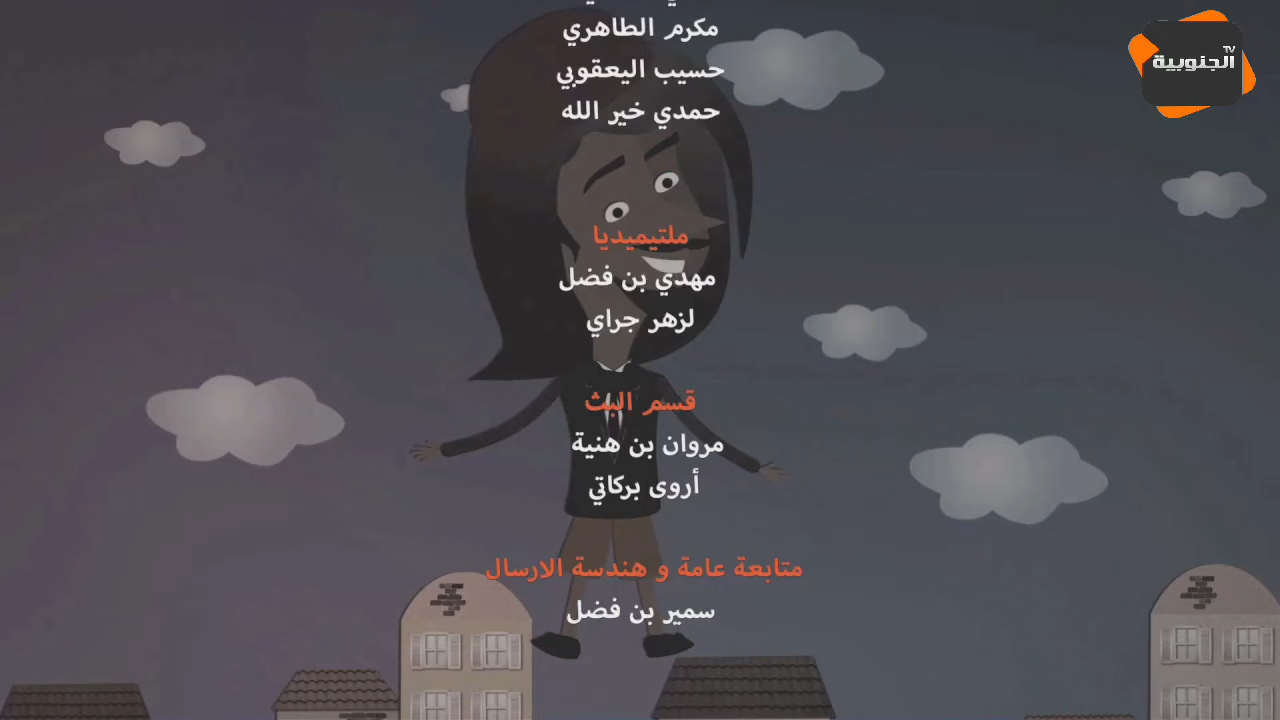 مكرم الطاهري
حسيب اليعقوبي
حمدي خير الله
ملتيميديا
مهدي بن فضل
لزهر جراي
قسم البث
مروان بن هنية
أروى بركاتي
متابعة عامة و هندسة الارسال
سمير بن فضل
الجنوبية TV